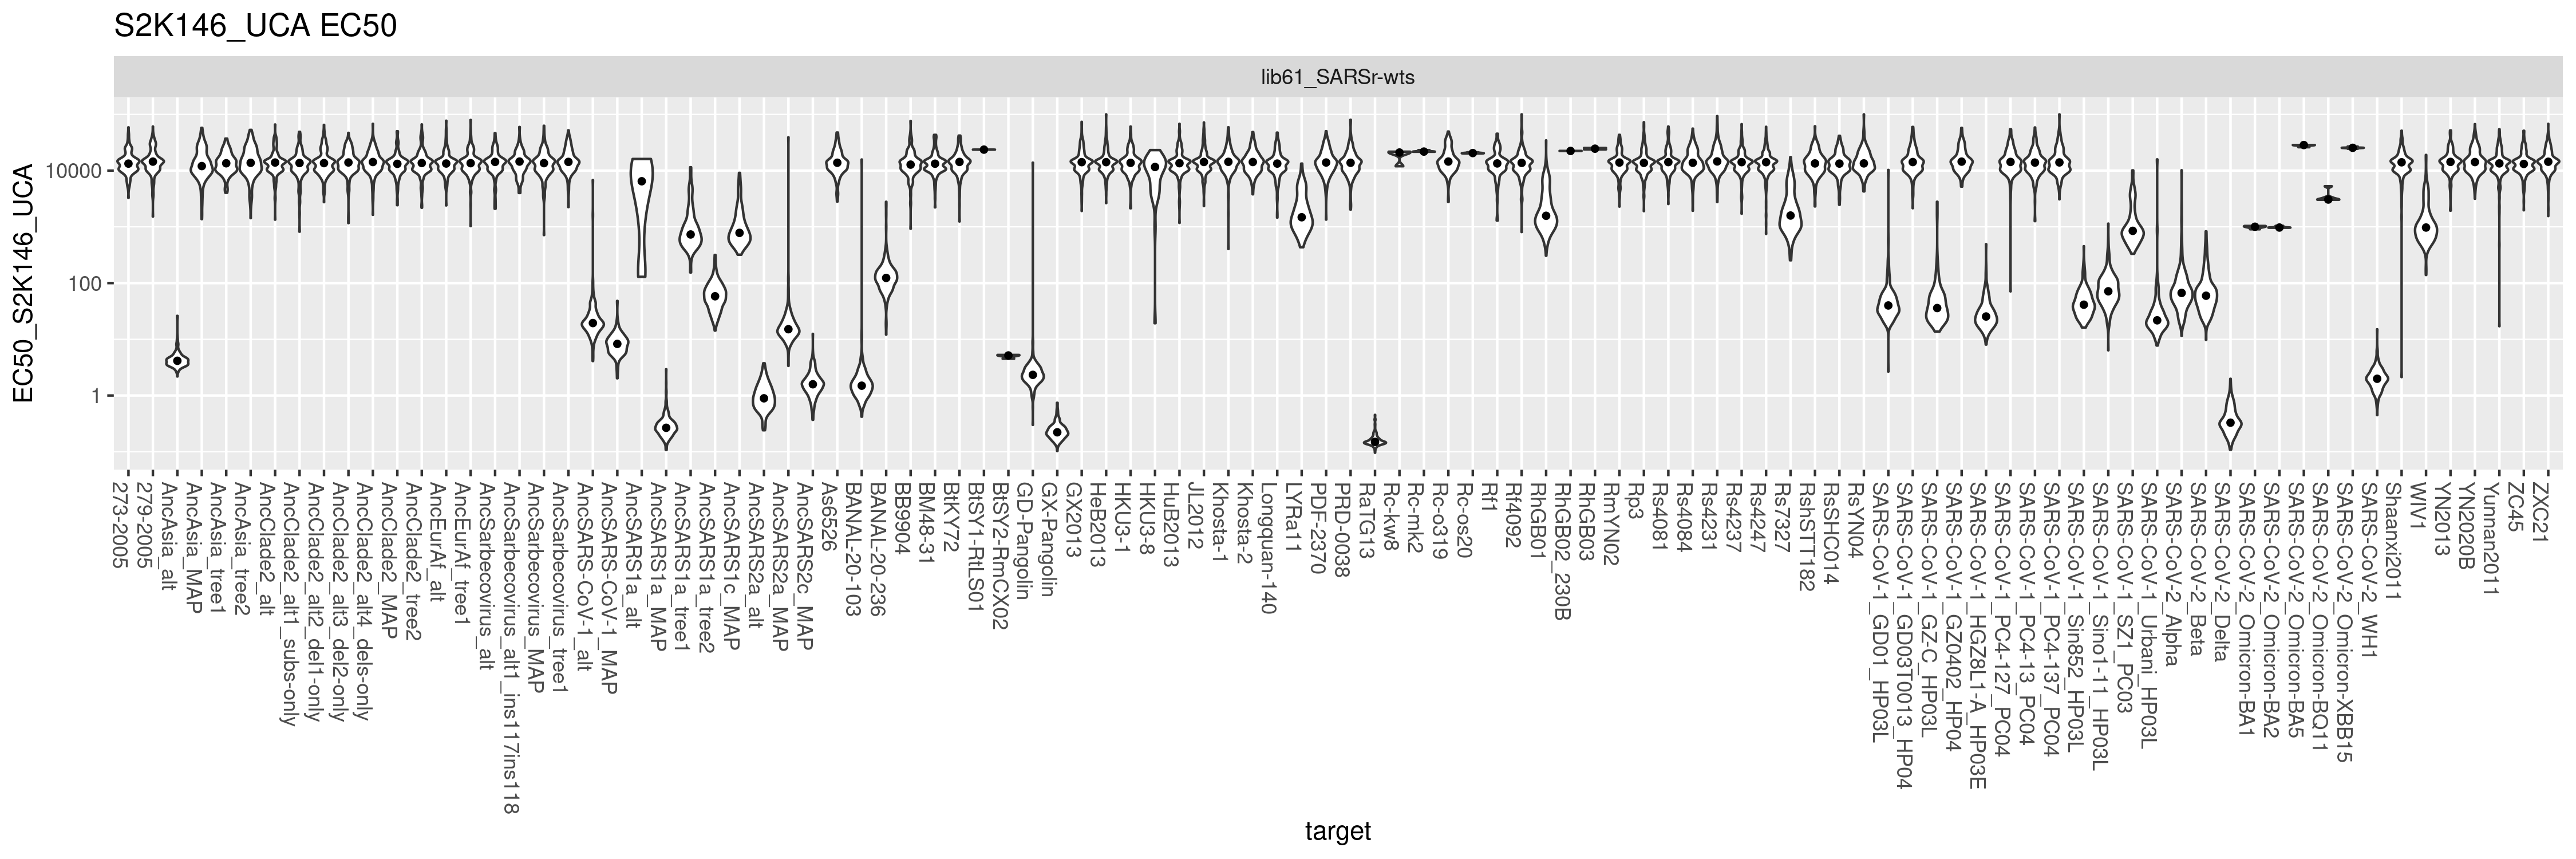 S2K146_UCA EC50
lib61_SARSr-wts
EC50_S2K146_UCA
10000
100
1
273-2005
279-2005
AncAsia_alt
AncAsia_MAP
AncAsia_tree1
AncAsia_tree2
AncClade2_alt
AncClade2_alt1_subs-only
AncClade2_alt2_del1-only
AncClade2_alt3_del2-only
AncClade2_alt4_dels-only
AncClade2_MAP
AncClade2_tree2
AncEurAf_alt
AncEurAf_tree1
AncSarbecovirus_alt
AncSarbecovirus_alt1_ins117ins118
AncSarbecovirus_MAP
AncSarbecovirus_tree1
AncSARS-CoV-1_alt
AncSARS-CoV-1_MAP
AncSARS1a_alt
AncSARS1a_MAP
AncSARS1a_tree1
AncSARS1a_tree2
AncSARS1c_MAP
AncSARS2a_alt
AncSARS2a_MAP
AncSARS2c_MAP
As6526
BANAL-20-103
BANAL-20-236
BB9904
BM48-31
BtKY72
BtSY1-RtLS01
BtSY2-RmCX02
GD-Pangolin
GX-Pangolin
GX2013
HeB2013
HKU3-1
HKU3-8
HuB2013
JL2012
Khosta-1
Khosta-2
Longquan-140
LYRa11
PDF-2370
PRD-0038
RaTG13
Rc-kw8
Rc-mk2
Rc-o319
Rc-os20
Rf1
Rf4092
RhGB01
RhGB02_230B
RhGB03
RmYN02
Rp3
Rs4081
Rs4084
Rs4231
Rs4237
Rs4247
Rs7327
RshSTT182
RsSHC014
RsYN04
SARS-CoV-1_GD01_HP03L
SARS-CoV-1_GD03T0013_HP04
SARS-CoV-1_GZ-C_HP03L
SARS-CoV-1_GZ0402_HP04
SARS-CoV-1_HGZ8L1-A_HP03E
SARS-CoV-1_PC4-127_PC04
SARS-CoV-1_PC4-13_PC04
SARS-CoV-1_PC4-137_PC04
SARS-CoV-1_Sin852_HP03L
SARS-CoV-1_Sino1-11_HP03L
SARS-CoV-1_SZ1_PC03
SARS-CoV-1_Urbani_HP03L
SARS-CoV-2_Alpha
SARS-CoV-2_Beta
SARS-CoV-2_Delta
SARS-CoV-2_Omicron-BA1
SARS-CoV-2_Omicron-BA2
SARS-CoV-2_Omicron-BA5
SARS-CoV-2_Omicron-BQ11
SARS-CoV-2_Omicron-XBB15
SARS-CoV-2_WH1
Shaanxi2011
WIV1
YN2013
YN2020B
Yunnan2011
ZC45
ZXC21
target